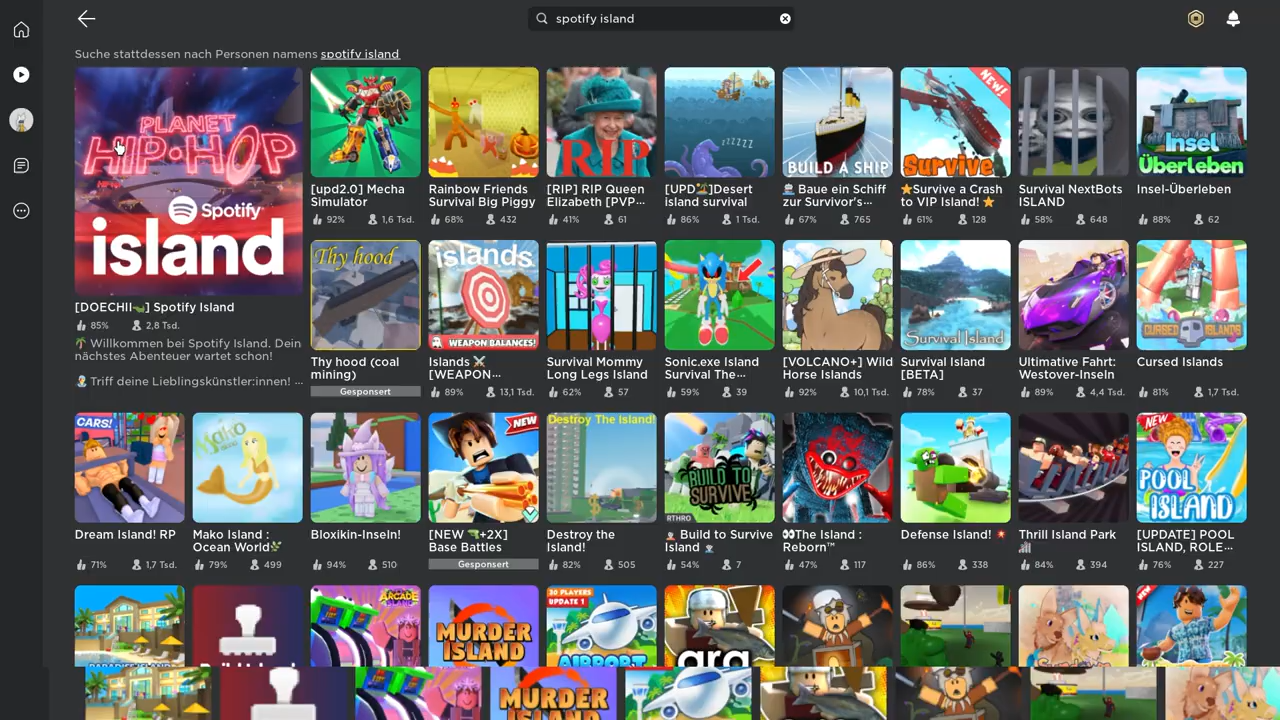 spotify island
Suche stattdessen nach Personen namens spotify island
PLANET
HIP·HOP
Spotify
island
[DOECHII🐊] Spotify Island
85% 2,8 Tsd.
🌴 Willkommen bei Spotify Island. Dein
nächstes Abenteuer wartet schon!
Triff deine Lieblingskünstler:innen! ...
[upd2.0] Mecha
Simulator
92% 1,6 Tsd.
Rainbow Friends
Survival Big Piggy
68% 432
RIP
[RIP] RIP Queen
Elizabeth [PVP...
41% 61
zzzzzz
[UPD]Desert
island survival
86% 1 Tsd.
BUILD A SHIP
Baue ein Schiff
zur Survivor's...
67% 765
NEW!
Survive
⭐Survive a Crash
to VIP Island! ⭐
61% 128
Survival NextBots
ISLAND
58% 648
Insel
Überleben
Insel-Überleben
88% 62
Thy hood
Thy hood (coal
mining)
Gesponsert
islands
WEAPON BALANCES!
Islands ⚔️
[WEAPON...
89% 13,1 Tsd.
Survival Mommy
Long Legs Island
62% 57
Sonic.exe Island
Survival The...
59% 39
[VOLCANO+] Wild
Horse Islands
92% 10,1 Tsd.
Survival Island
Survival Island
[BETA]
78% 37
Ultimative Fahrt:
Westover-Inseln
89% 4,4 Tsd.
CURSED ISLANDS
Cursed Islands
81% 1,7 Tsd.
CARS!
Dream Island! RP
71% 1,7 Tsd.
Mako
Mako Island :
Ocean World🌿
79% 499
Bloxikin-Inseln!
94% 510
NEW
[NEW 🔫+2X]
Base Battles
Gesponsert
Destroy The Island!
Destroy the
Island!
82% 505
BUILD TO
SURVIVE
RTHRO
Build to Survive
Island
54% 7
👀The Island :
Reborn™
47% 117
Defense Island! 💥
86% 338
Thrill Island Park
🎢
84% 394
NEW
POOL
ISLAND
[UPDATE] POOL
ISLAND, ROLE...
76% 227
ARCADE
ISLAND
MURDER
ISLAND
30 PLAYERS
UPDATE 1
AIRPORT
arg
NEW
MURDER
ISLAND